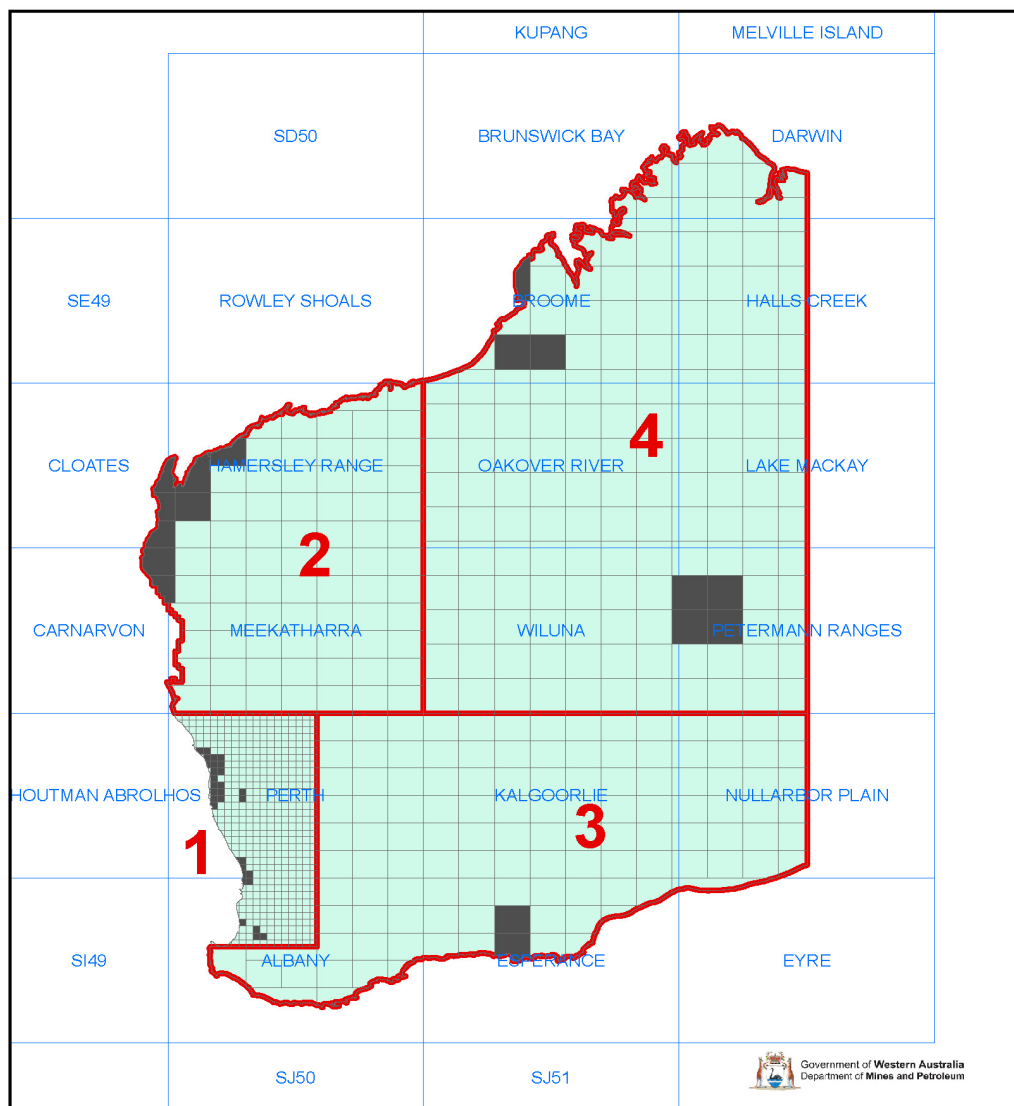 KUPANG
MELVILLE ISLAND
SD50
BRUNSWICK BAY
DARWIN
SE49
ROWLEY SHOALS
BROOME
HALLS CREEK
4
CLOATES
HAMERSLEY RANGE
OAKOVER RIVER
LAKE MACKAY
2
CARNARVON
MEEKATHARRA
WILUNA
PETERMANN RANGES
HOUTMAN ABROLHOS
PERTH
KALGOORLIE
NULLARBOR PLAIN
3
1
SI49
ALBANY
ESPERANCE
EYRE
SJ50
SJ51
Government of Western Australia
Department of Mines and Petroleum